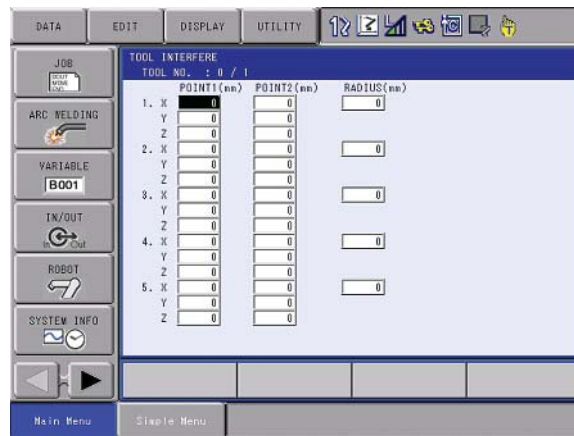 DATA EDIT DISPLAY UTILITY
JOB
DOUT
MOVE
END
ARC WELDING
VARIABLE
B001
IN/OUT
In Out
ROBOT
SYSTEM INFO
TOOL INTERFERE
TOOL NO. : 0 / 1
POINT1(mm) POINT2(mm) RADIUS(mm)
1. X 0 0 0
Y 0 0
Z 0 0
2. X 0 0 0
Y 0 0
Z 0 0
3. X 0 0 0
Y 0 0
Z 0 0
4. X 0 0 0
Y 0 0
Z 0 0
5. X 0 0 0
Y 0 0
Z 0 0
Main Menu Simple Menu